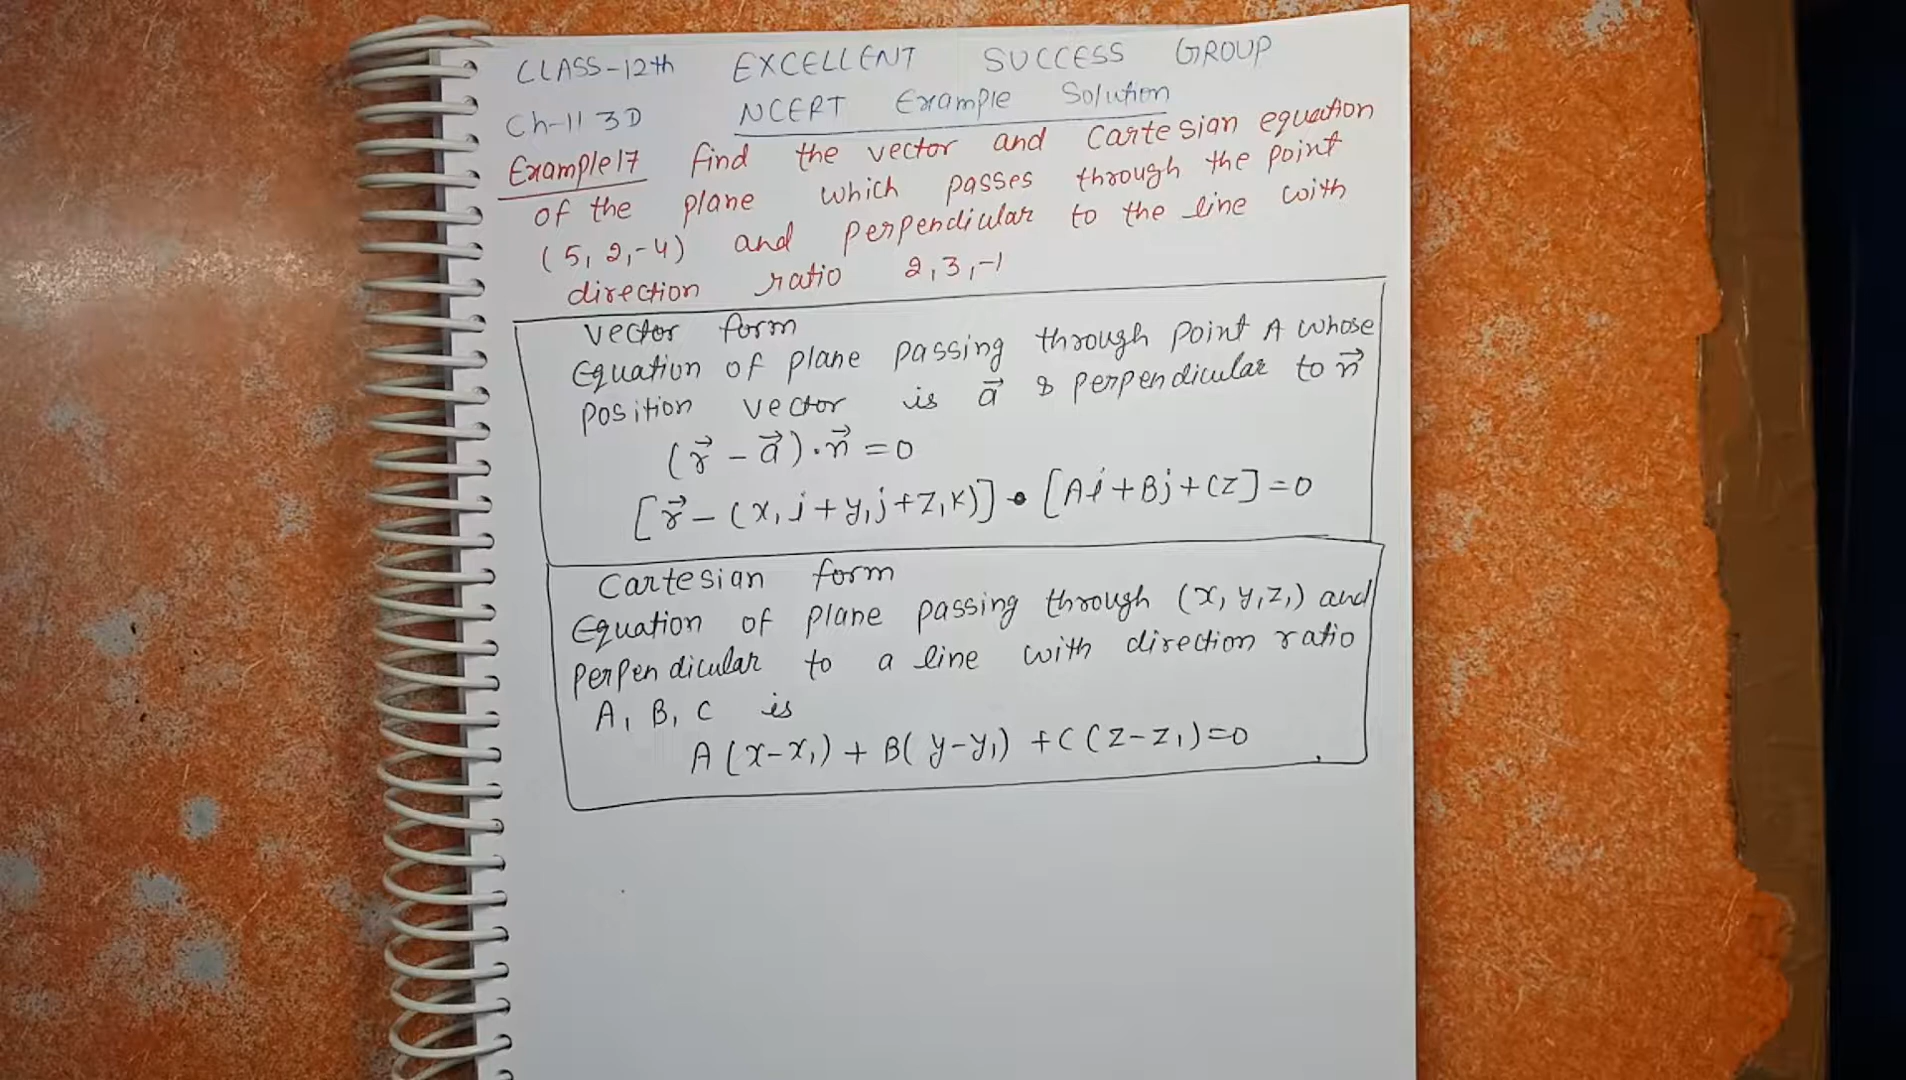 CLASS-12th EXCELLENT SUCCESS GROUP
Ch-11 3D NCERT Example Solution
Example 17 find the vector and Cartesian equation
of the plane which passes through the point
(5, 2, -4) and perpendicular to the line with
direction ratio 2, 3, -1
Vector form
Equation of plane passing through point A whose
position vector is a⃗ & perpendicular to n⃗
(r⃗ - a⃗)·n⃗ = 0
[r⃗ - (x₁j + y₁j + z₁k)] • [Ai + Bj + CZ] = 0
Cartesian form
Equation of plane passing through (x, y₁z₁) and
perpendicular to a line with direction ratio
A, B, C is
A(x-x₁) + B(y-y₁) + C(z-z₁) = 0